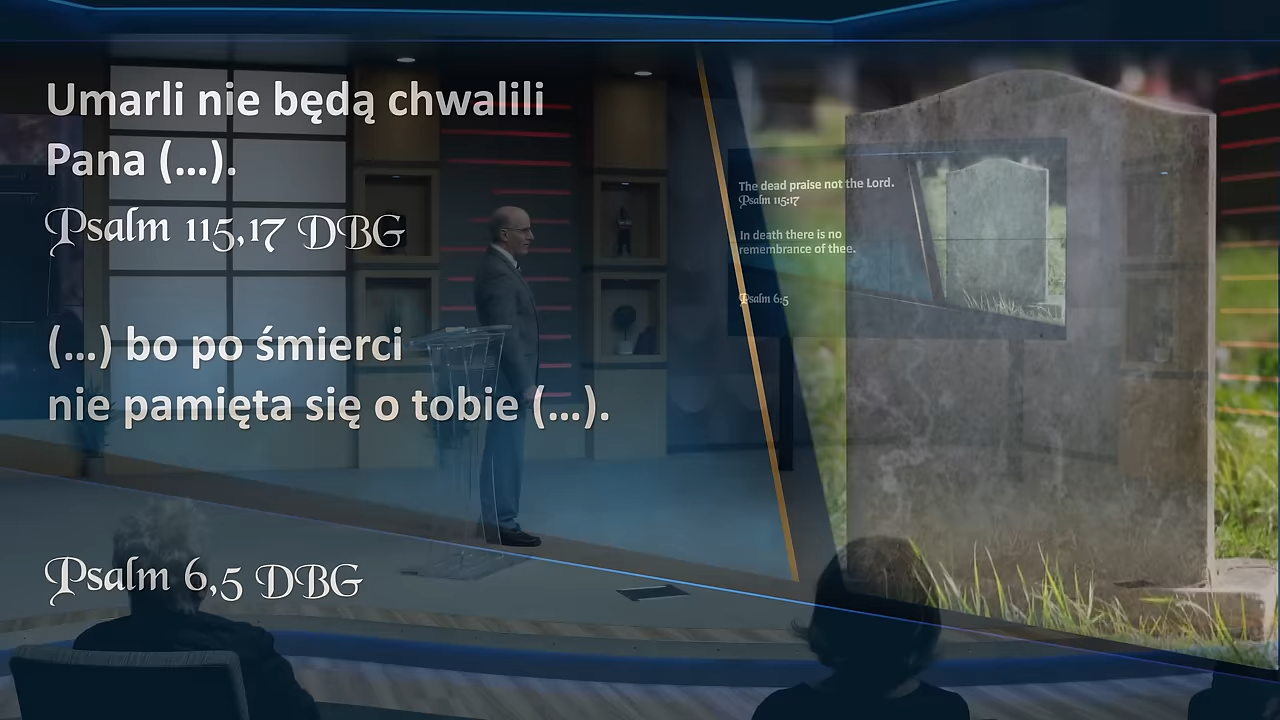 Umarli nie będą chwalili
Pana (...).
Psalm 115,17 DBG
(...) bo po śmierci
nie pamięta się o tobie (...).
Psalm 6,5 DBG
The dead praise not the Lord.
Psalm 115:17
In death there is no
remembrance of thee.
Psalm 6:5